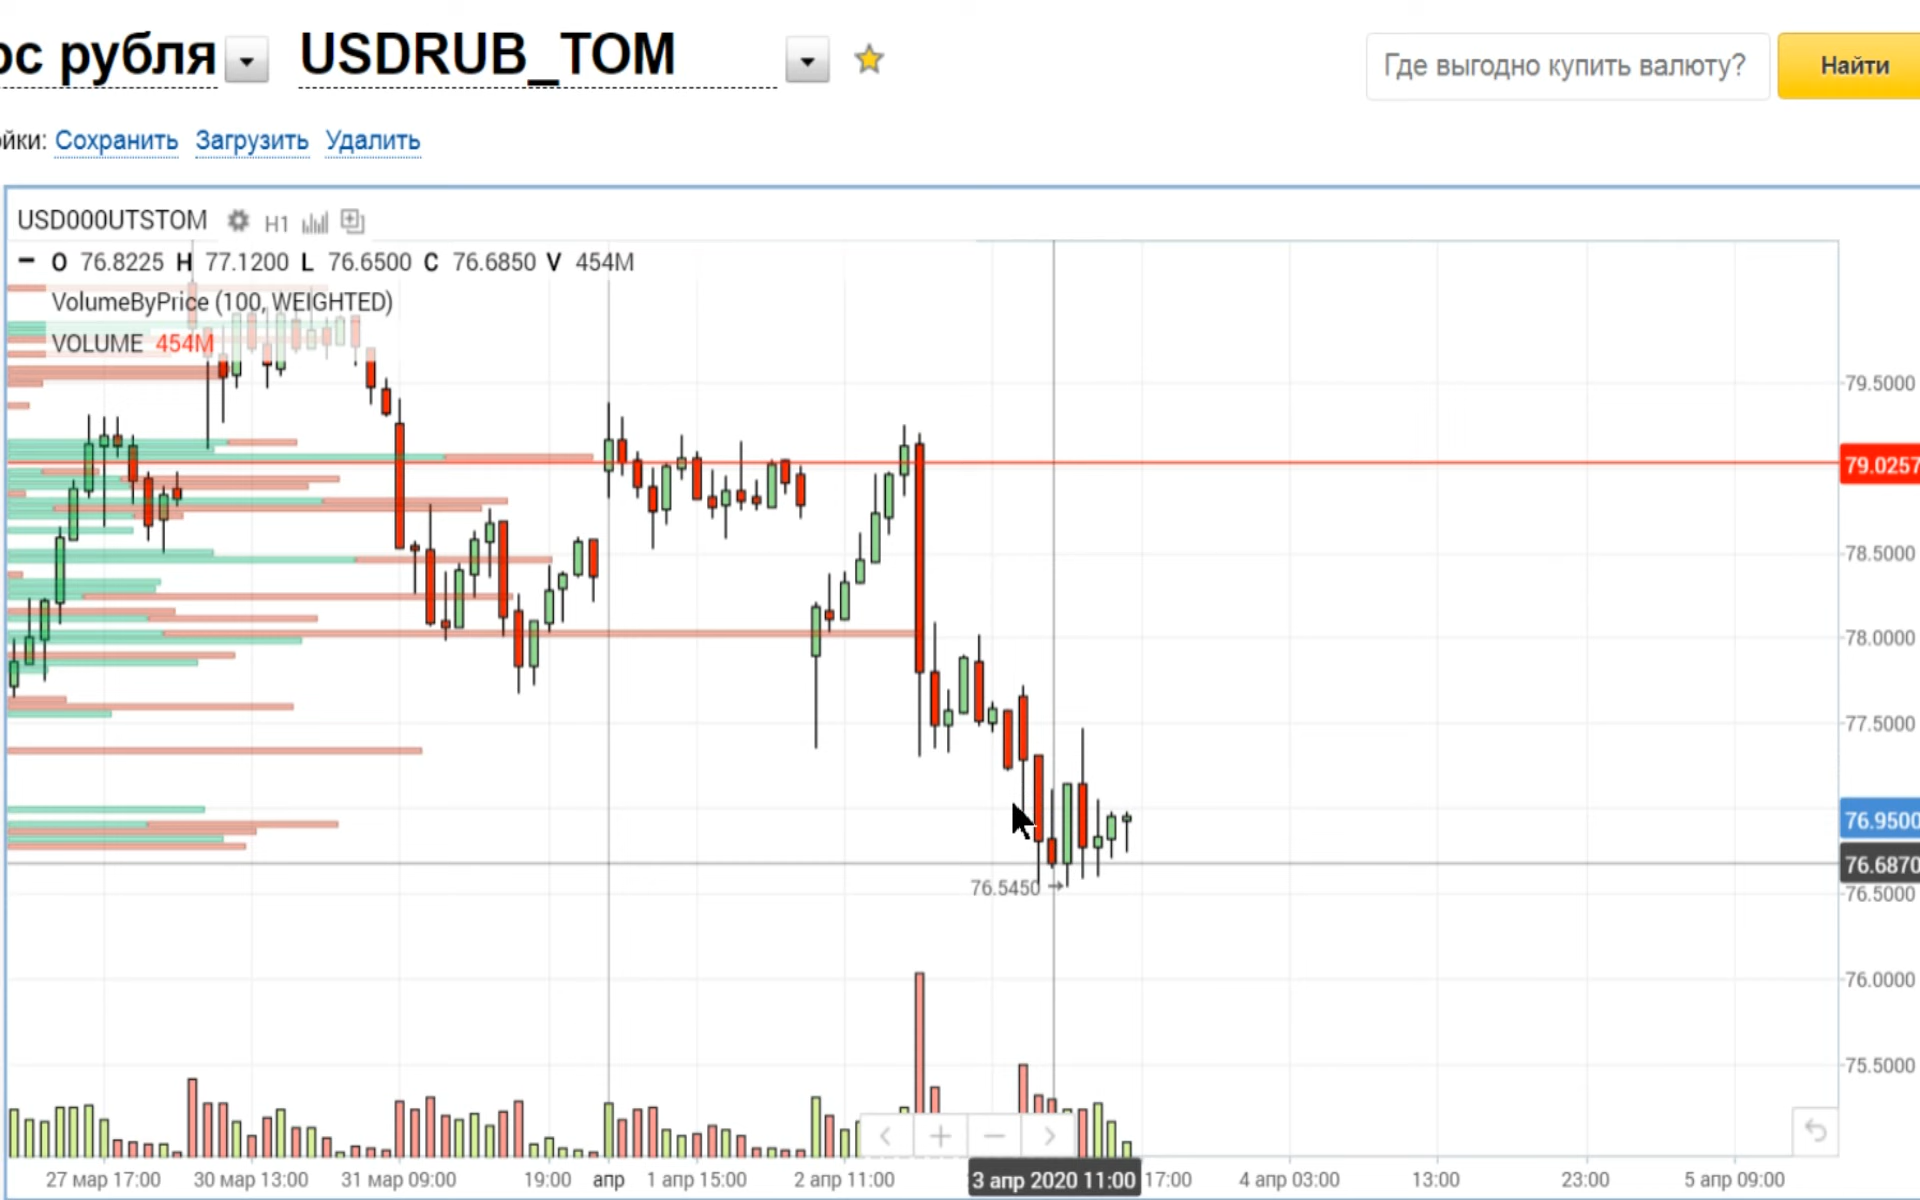 ос рубля USDRUB_TOM Где выгодно купить валюту? Найти
йки: Сохранить Загрузить Удалить
USD000UTSTOM H1
O 76.8225 H 77.1200 L 76.6500 C 76.6850 V 454M
VolumeByPrice (100, WEIGHTED)
VOLUME 454M
79.5000
79.0257
78.5000
78.0000
77.5000
76.9500
76.6870
76.5450
76.5000
76.0000
75.5000
27 мар 17:00 30 мар 13:00 31 мар 09:00 19:00 апр 1 апр 15:00 2 апр 11:00 3 апр 2020 11:00 17:00 4 апр 03:00 13:00 23:00 5 апр 09:00